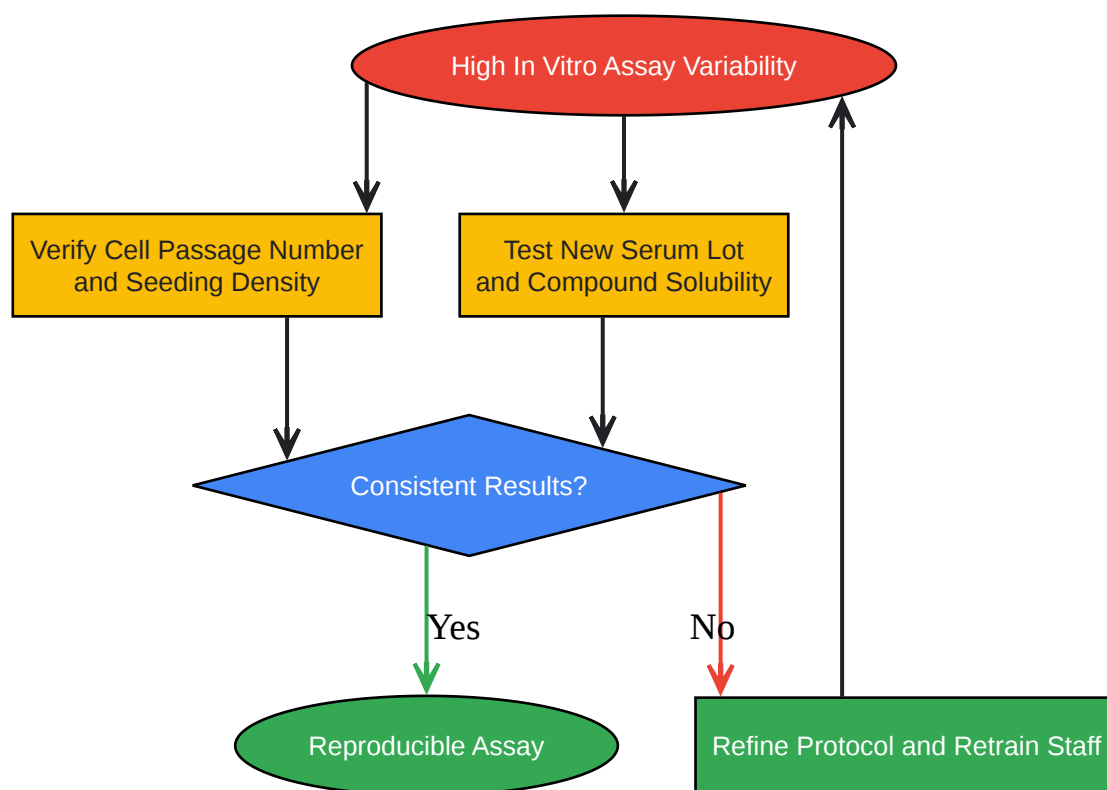 High In Vitro Assay Variability
Verify Cell Passage Number
and Seeding Density
Test New Serum Lot
and Compound Solubility
Consistent Results?
Yes
No
Reproducible Assay
Refine Protocol and Retrain Staff